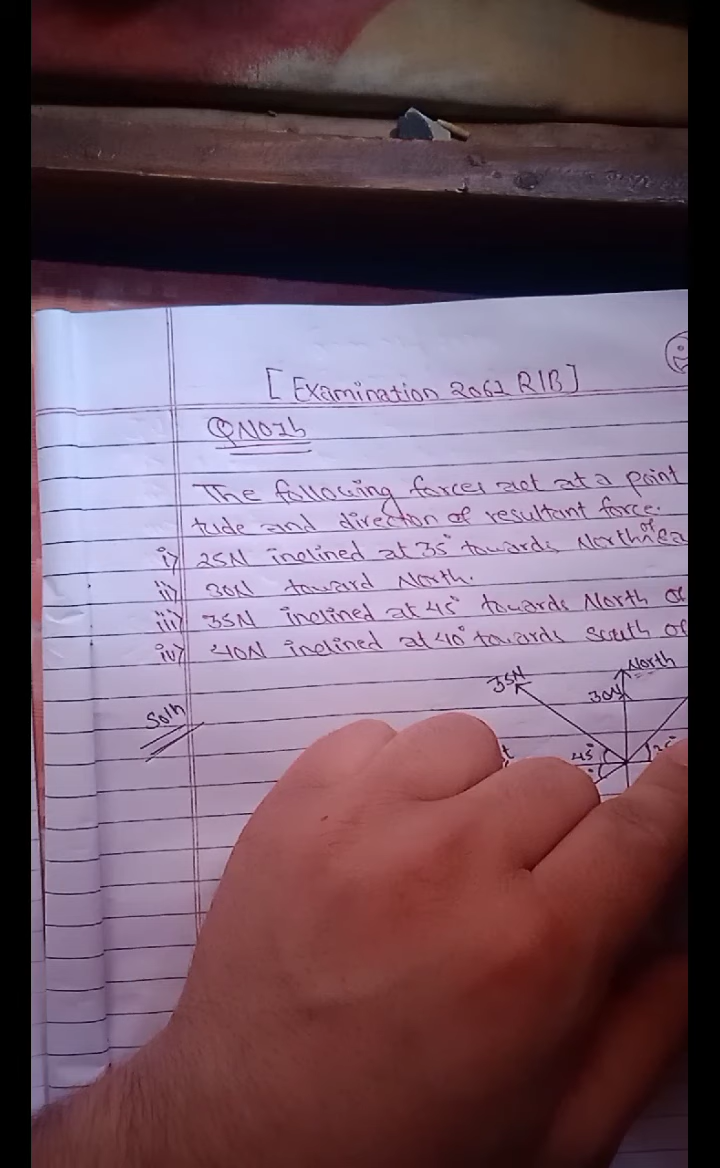 [Examination 2061 RIB]
QNo1b
The following forces act at a point
tude and direction of resultant force.
i) 25N inclined at 35° towards North of Ea
ii) 30N toward North.
iii) 35N inclined at 45° towards North of
iv) 40N inclined at 40° towards South of
Soln
35N
North
30N
45°